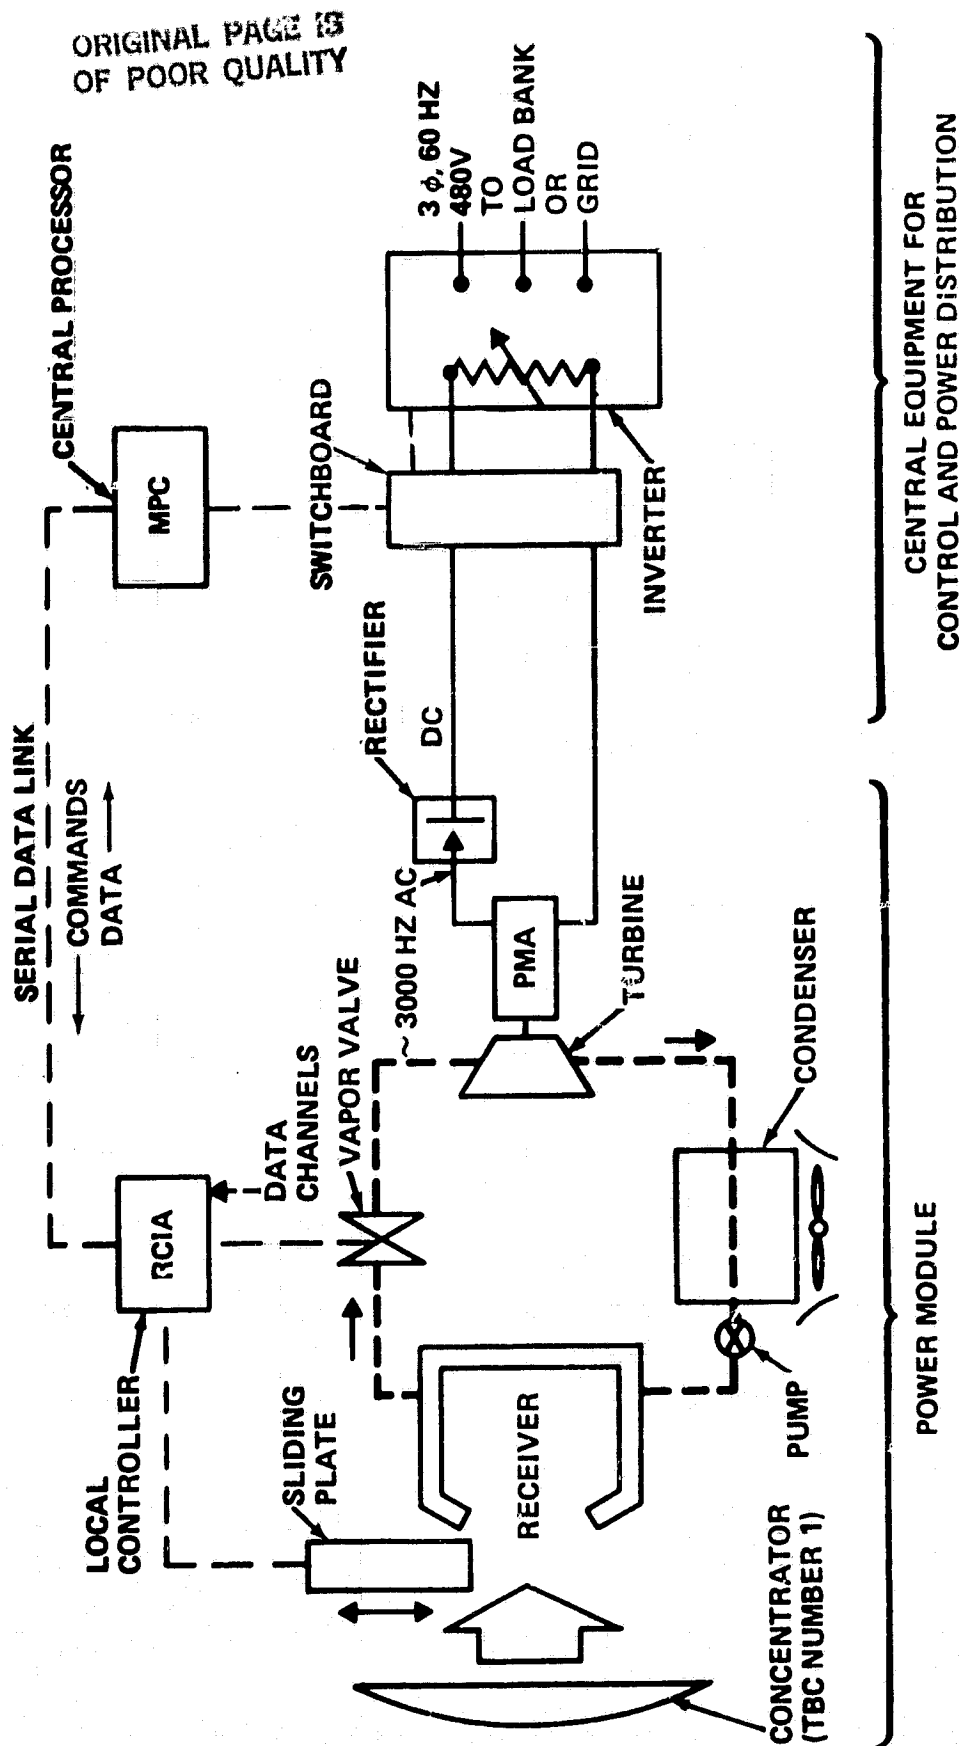 ORIGINAL PAGE IS
OF POOR QUALITY
SERIAL DATA LINK
COMMANDS
DATA
LOCAL
CONTROLLER
RCIA
DATA
CHANNELS
MPC
CENTRAL PROCESSOR
SLIDING
PLATE
VAPOR VALVE
~ 3000 HZ AC
RECTIFIER
DC
SWITCHBOARD
3 ϕ, 60 HZ
480V
TO
LOAD BANK
OR
GRID
RECEIVER
PMA
TURBINE
INVERTER
CONCENTRATOR
(TBC NUMBER 1)
PUMP
CONDENSER
POWER MODULE
CENTRAL EQUIPMENT FOR
CONTROL AND POWER DISTRIBUTION